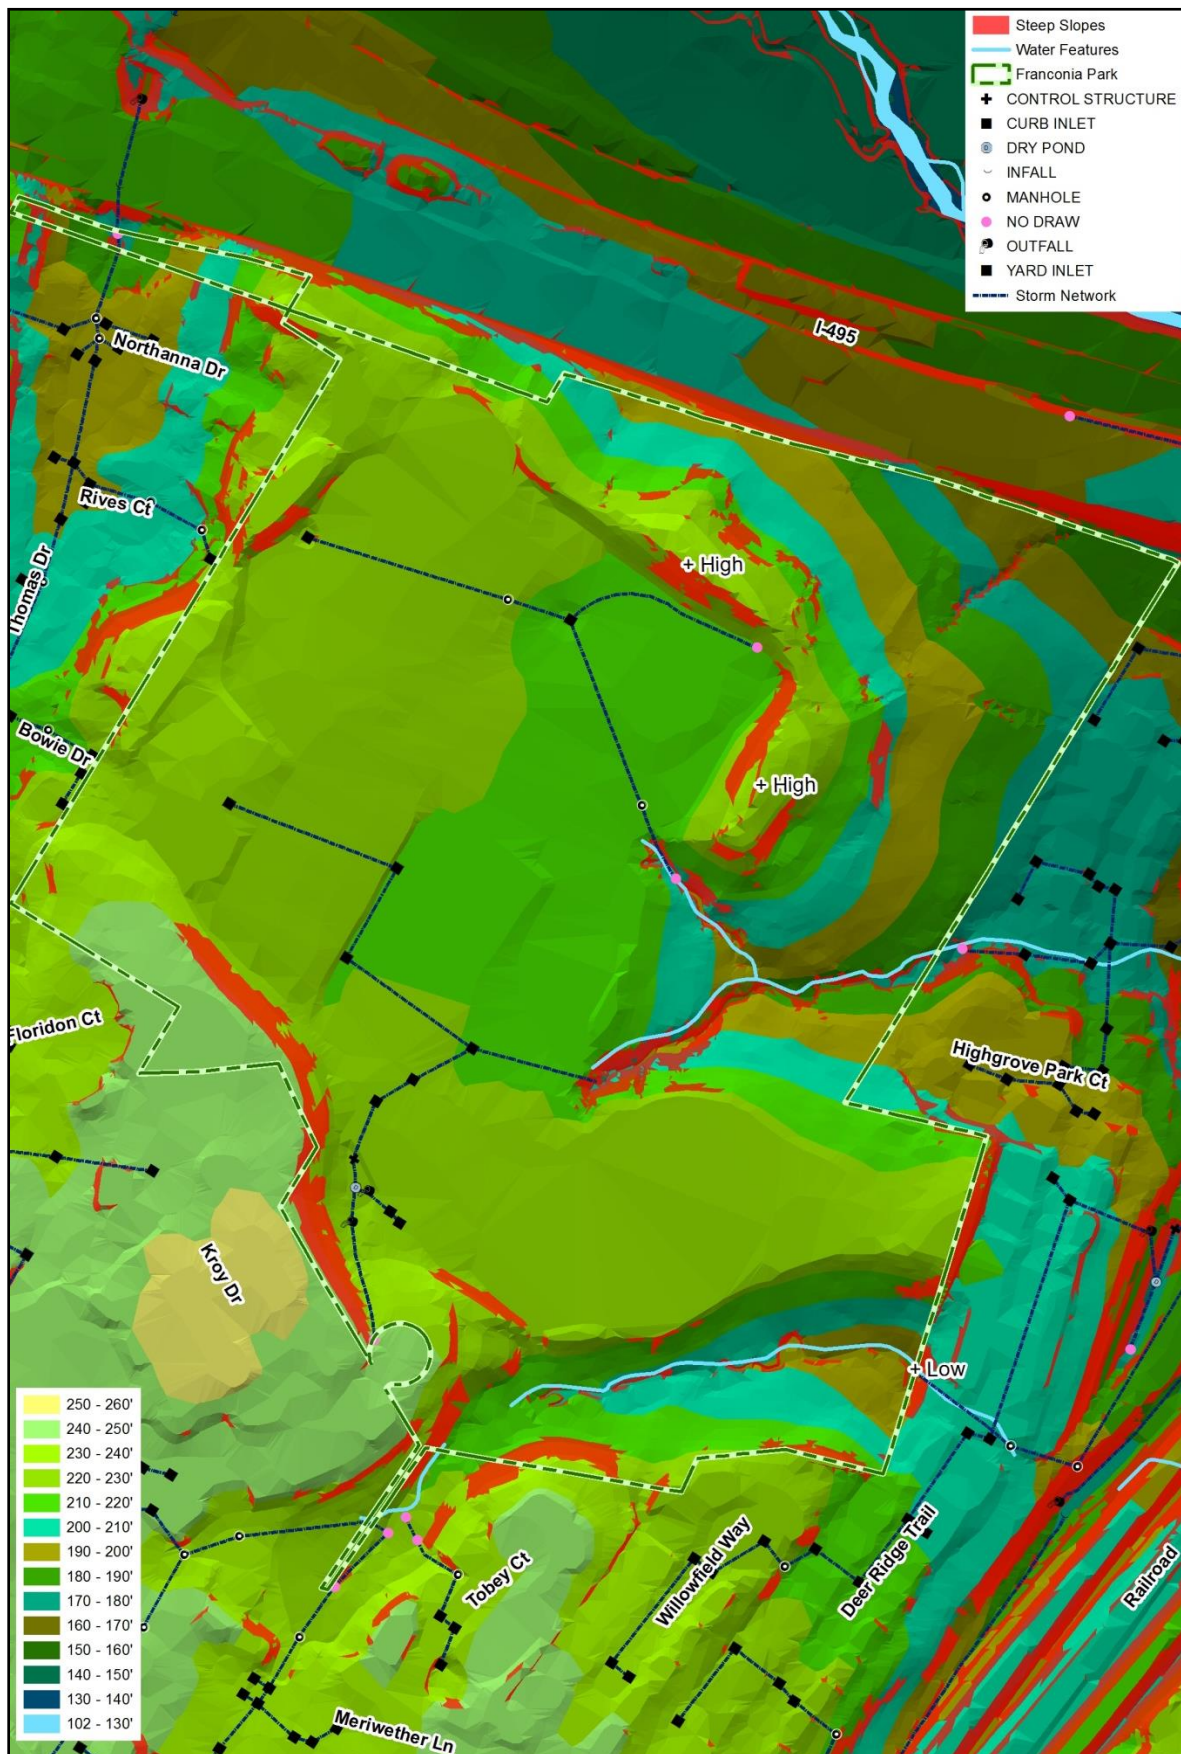 Steep Slopes
Water Features
Franconia Park
CONTROL STRUCTURE
CURB INLET
DRY POND
INFALL
MANHOLE
NO DRAW
OUTFALL
YARD INLET
Storm Network
I-495
Northanna Dr
Rives Ct
Thomas Dr
+ High
Bowie Dr
+ High
Floridon Ct
Highgrove Park Ct
Kroy Dr
+ Low
250 - 260'
240 - 250'
230 - 240'
220 - 230'
210 - 220'
200 - 210'
190 - 200'
180 - 190'
170 - 180'
160 - 170'
150 - 160'
140 - 150'
130 - 140'
102 - 130'
Tobey Ct
Willowfield Way
Deer Ridge Trail
Railroad
Meriwether Ln